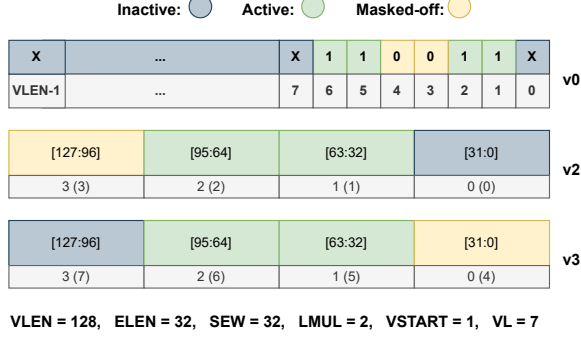 Inactive: Active: Masked-off:
X ... X 1 1 0 0 1 1 X
VLEN-1 ... 7 6 5 4 3 2 1 0
v0
[127:96] [95:64] [63:32] [31:0]
v2
3 (3) 2 (2) 1 (1) 0 (0)
[127:96] [95:64] [63:32] [31:0]
v3
3 (7) 2 (6) 1 (5) 0 (4)
VLEN = 128, ELEN = 32, SEW = 32, LMUL = 2, VSTART = 1, VL = 7